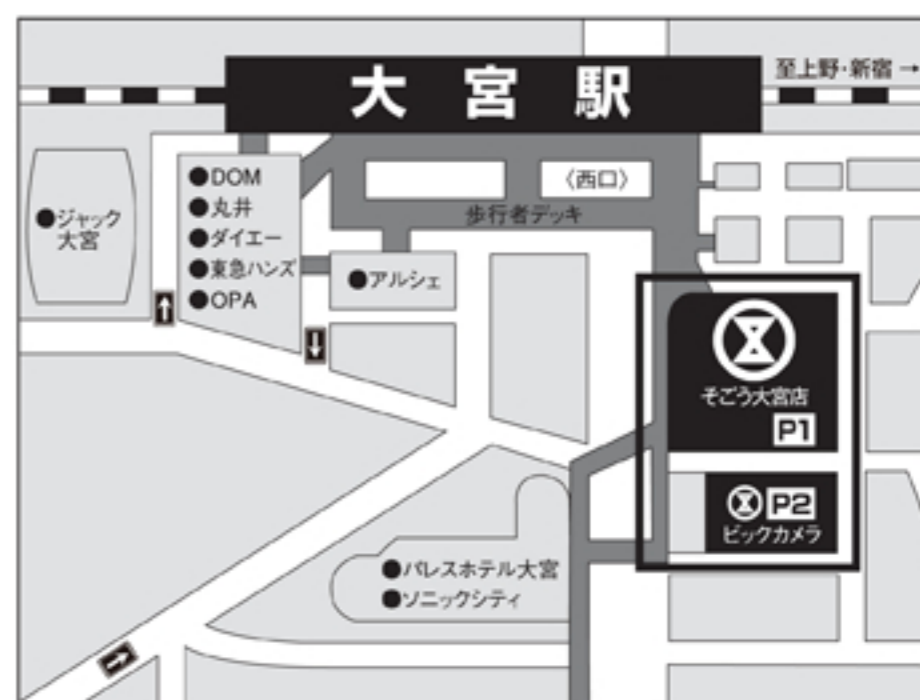 大宮駅
至上野・新宿→
●DOM
●丸井
●ダイエー
●東急ハンズ
●OPA
〈西口〉
歩行者デッキ
●ジャック
大宮
●アルシェ
そごう大宮店
P1
P2
ビックカメラ
●パレスホテル大宮
●ソニックシティ